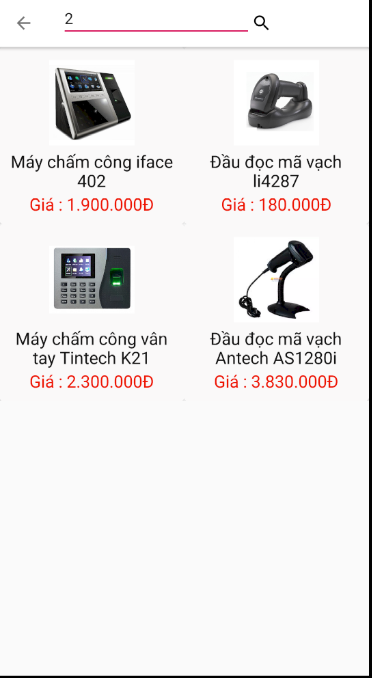 2
Máy chấm công iface
402
Giá : 1.900.000Đ
Đầu đọc mã vạch
li4287
Giá : 180.000Đ
Máy chấm công vân
tay Tintech K21
Giá : 2.300.000Đ
Đầu đọc mã vạch
Antech AS1280i
Giá : 3.830.000Đ